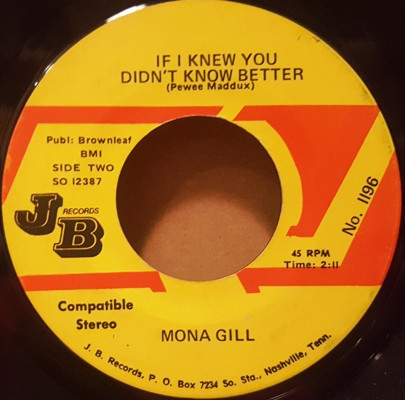 IF I KNEW YOU
DIDN'T KNOW BETTER
(Pewee Maddux)
Publ: Brownleaf
BMI
SIDE TWO
SO 12387
JB RECORDS
No. 1196
45 RPM
Time: 2:11
Compatible
Stereo
MONA GILL
J. B. Records, P. O. Box 7234 So. Sta., Nashville, Tenn.